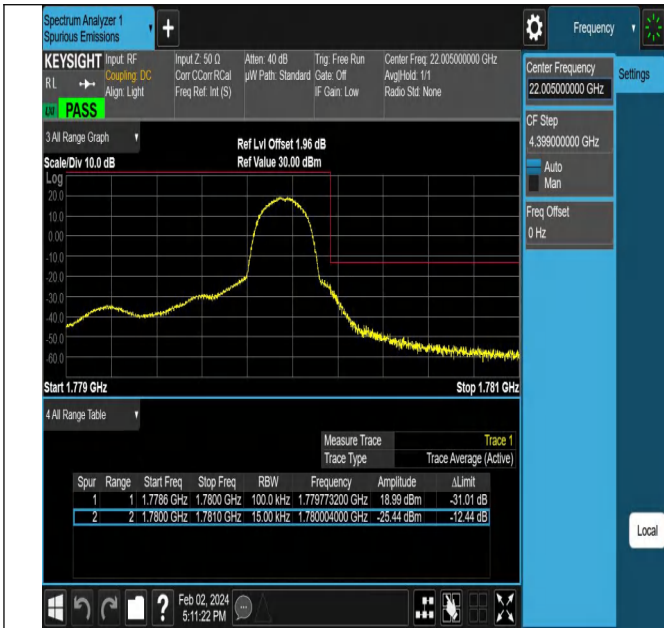 Spectrum Analyzer 1
Spurious Emissions
+
Frequency
KEYSIGHT Input: RF Input Z: 50 Ω Atten: 40 dB Trig: Free Run Center Freq: 22.005000000 GHz
RL Coupling: DC Corr CCorr RCal µW Path: Standard Gate: Off Avg|Hold: 1/1
Align: Light Freq Ref: Int (S) IF Gain: Low Radio Std: None
PASS
3 All Range Graph
Ref Lvl Offset 1.96 dB
Scale/Div 10.0 dB Ref Value 30.00 dBm
Log
20.0
10.0
0.00
-10.0
-20.0
-30.0
-40.0
-50.0
-60.0
Start 1.779 GHz Stop 1.781 GHz
4 All Range Table
Measure Trace Trace 1
Trace Type Trace Average (Active)
Spur Range Start Freq Stop Freq RBW Frequency Amplitude ΔLimit
1 1 1.7786 GHz 1.7800 GHz 100.0 kHz 1.779773200 GHz 18.99 dBm -31.01 dB
2 2 1.7800 GHz 1.7810 GHz 15.00 kHz 1.780004000 GHz -25.44 dBm -12.44 dB
Center Frequency
22.005000000 GHz
Settings
CF Step
4.399000000 GHz
Auto
Man
Freq Offset
0 Hz
Local
?
Feb 02, 2024
5:11:22 PM